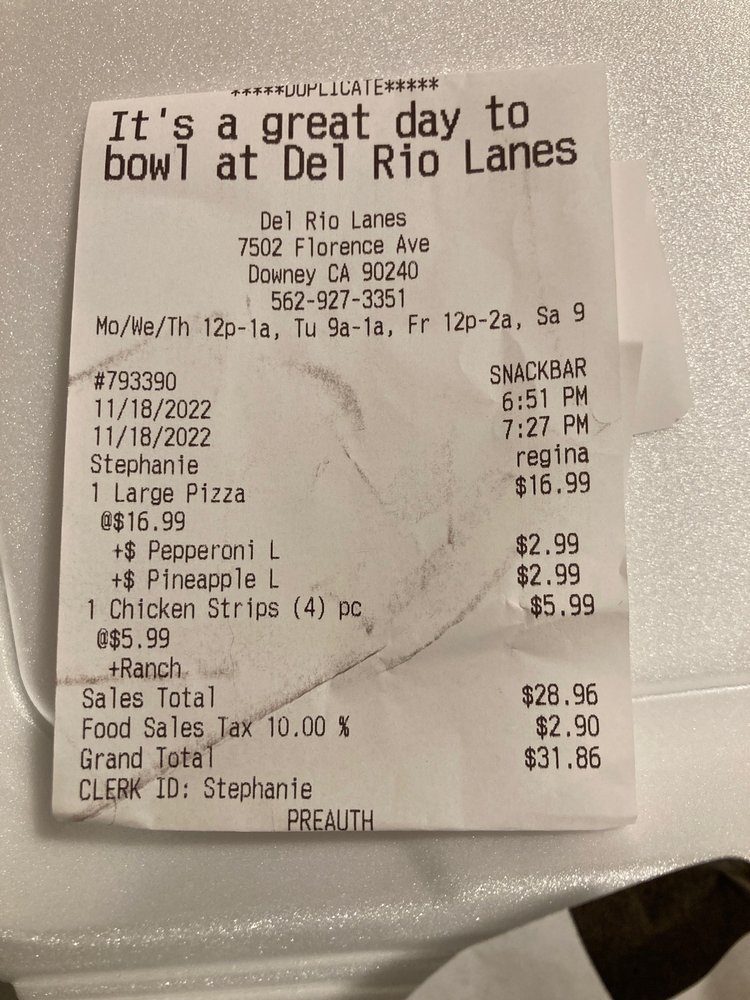 *****DUPLICATE*****
It's a great day to
bowl at Del Rio Lanes
Del Rio Lanes
7502 Florence Ave
Downey CA 90240
562-927-3351
Mo/We/Th 12p-1a, Tu 9a-1a, Fr 12p-2a, Sa 9
#793390 SNACKBAR
11/18/2022 6:51 PM
11/18/2022 7:27 PM
Stephanie regina
1 Large Pizza $16.99
@$16.99
+$ Pepperoni L $2.99
+$ Pineapple L $2.99
1 Chicken Strips (4) pc $5.99
@$5.99
+Ranch
Sales Total $28.96
Food Sales Tax 10.00 % $2.90
Grand Total $31.86
CLERK ID: Stephanie
PREAUTH